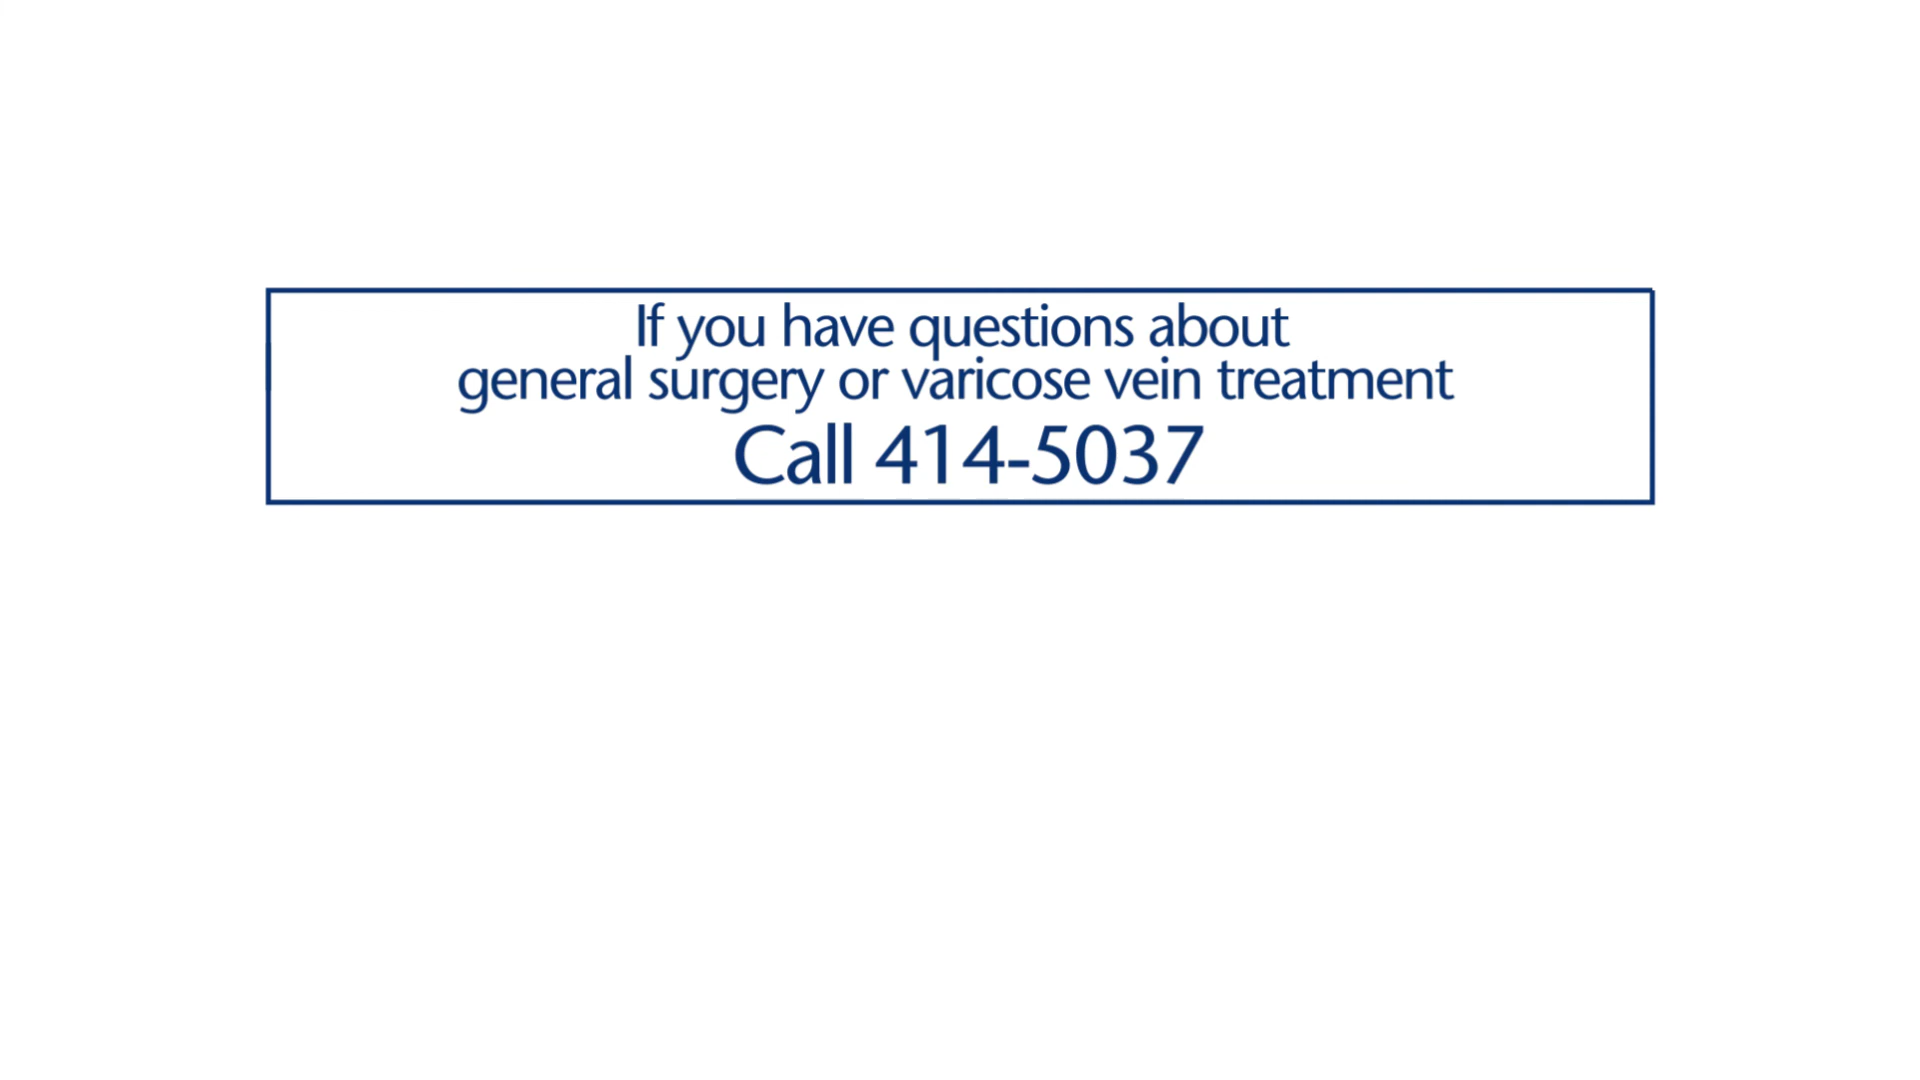 If you have questions about
general surgery or varicose vein treatment
Call 414-5037